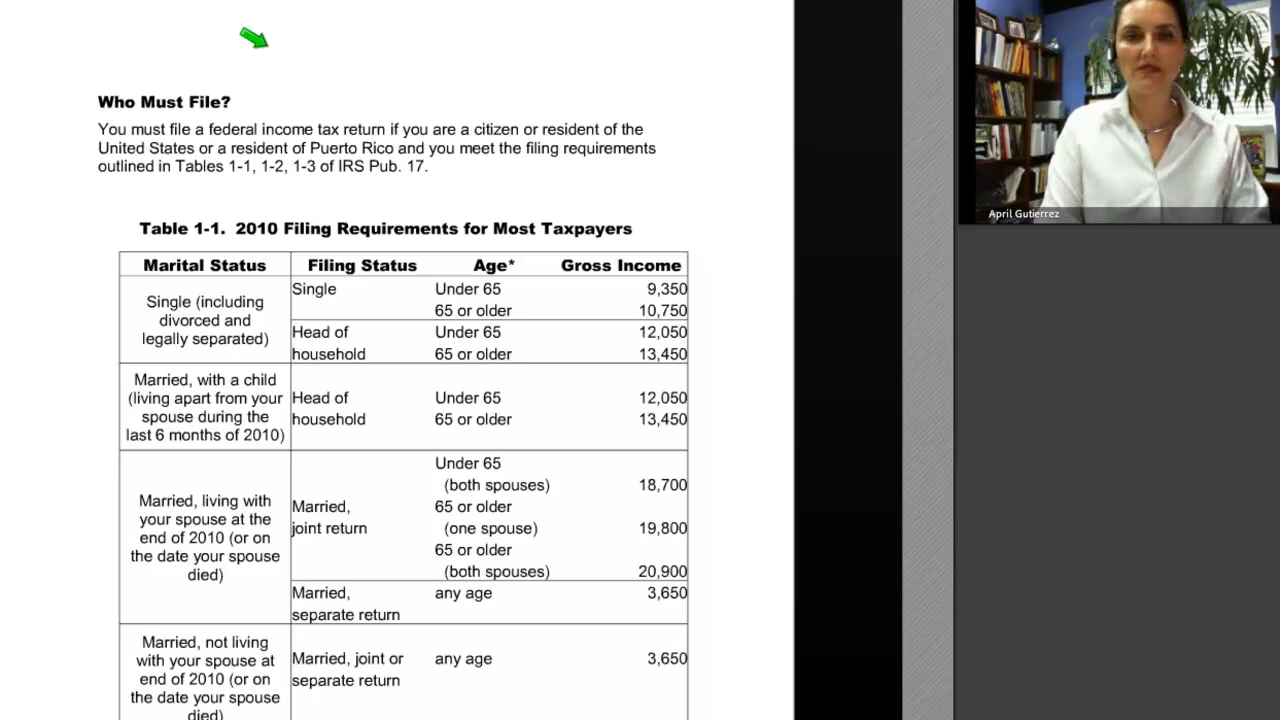 Who Must File?
You must file a federal income tax return if you are a citizen or resident of the
United States or a resident of Puerto Rico and you meet the filing requirements
outlined in Tables 1-1, 1-2, 1-3 of IRS Pub. 17.
Table 1-1. 2010 Filing Requirements for Most Taxpayers
Marital Status Filing Status Age* Gross Income
Single (including
divorced and
legally separated)
Single Under 65 9,350
65 or older 10,750
Head of Under 65 12,050
household 65 or older 13,450
Married, with a child
(living apart from your
spouse during the
last 6 months of 2010)
Head of Under 65 12,050
household 65 or older 13,450
Married, living with
your spouse at the
end of 2010 (or on
the date your spouse
died)
Married,
joint return
Under 65
(both spouses) 18,700
65 or older
(one spouse) 19,800
65 or older
(both spouses) 20,900
Married, any age 3,650
separate return
Married, not living
with your spouse at
end of 2010 (or on
the date your spouse
died)
Married, joint or any age 3,650
separate return
April Gutierrez